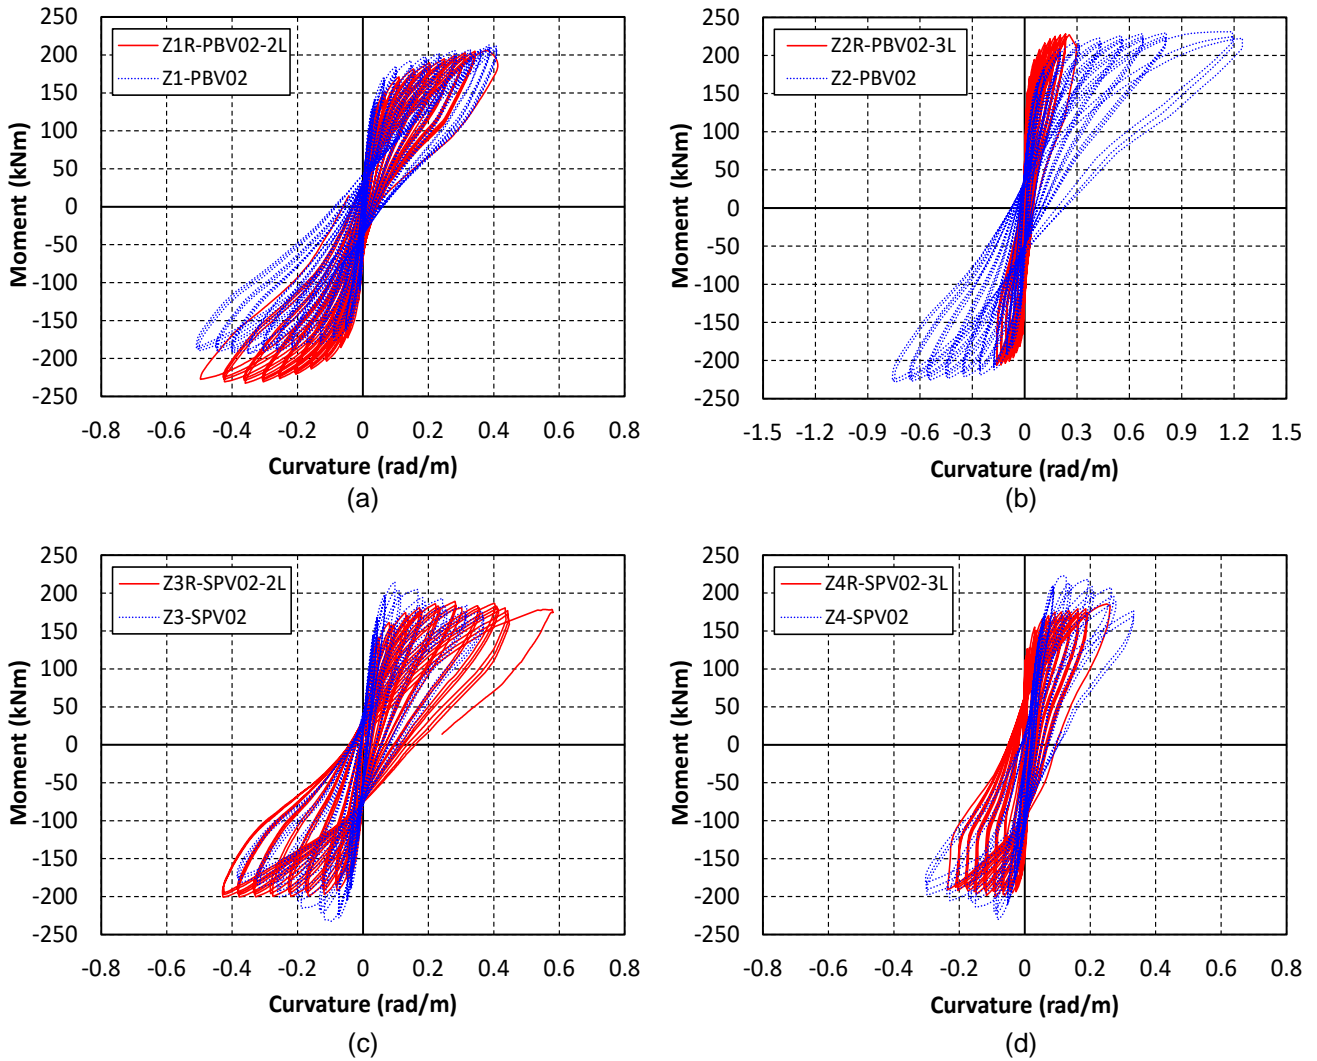 250
200
150
100
50
0
-50
-100
-150
-200
-250
Moment (kNm)
Z1R-PBV02-2L
Z1-PBV02
-0.8 -0.6 -0.4 -0.2 0 0.2 0.4 0.6 0.8
Curvature (rad/m)
(a)
250
200
150
100
50
0
-50
-100
-150
-200
-250
Moment (kNm)
Z2R-PBV02-3L
Z2-PBV02
-1.5 -1.2 -0.9 -0.6 -0.3 0 0.3 0.6 0.9 1.2 1.5
Curvature (rad/m)
(b)
250
200
150
100
50
0
-50
-100
-150
-200
-250
Moment (kNm)
Z3R-SPV02-2L
Z3-SPV02
-0.8 -0.6 -0.4 -0.2 0 0.2 0.4 0.6 0.8
Curvature (rad/m)
(c)
250
200
150
100
50
0
-50
-100
-150
-200
-250
Moment (kNm)
Z4R-SPV02-3L
Z4-SPV02
-0.8 -0.6 -0.4 -0.2 0 0.2 0.4 0.6 0.8
Curvature (rad/m)
(d)